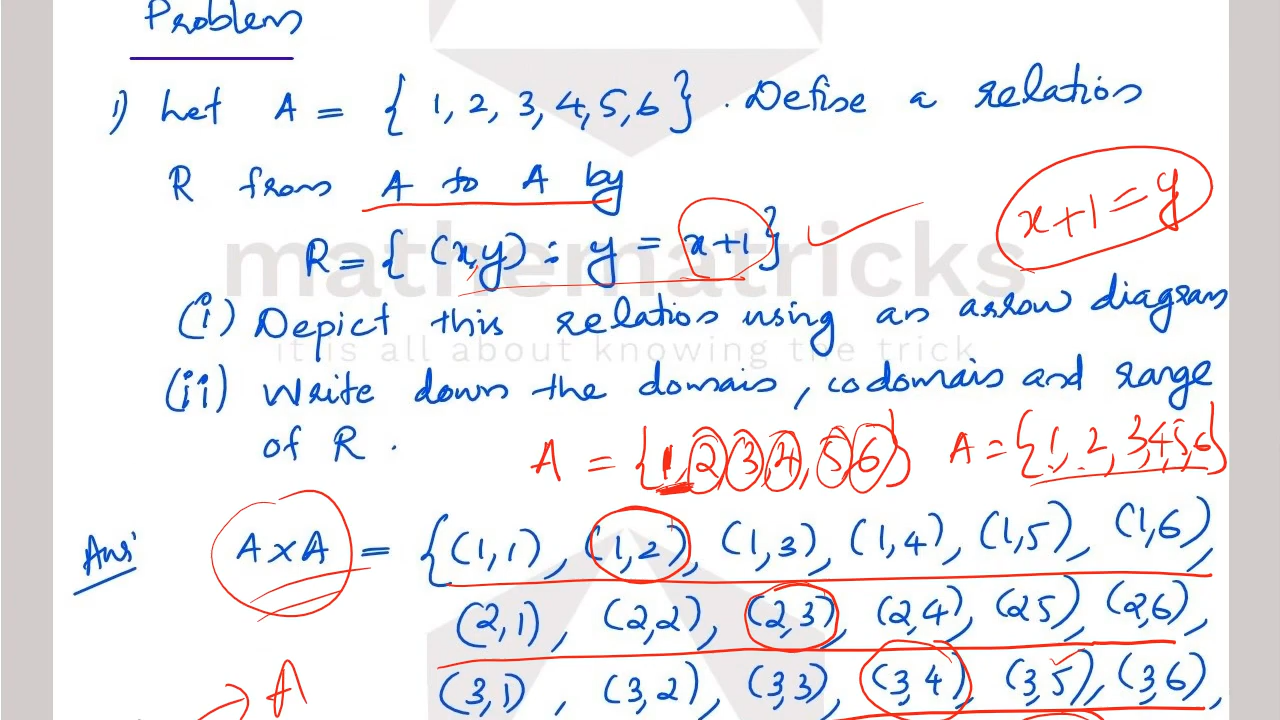 Problem
1) Let A = { 1, 2, 3, 4, 5, 6 } . Define a relation
R from A to A by
x+1 = y
R = { (x,y) : y = x+1 }
mathematricks
(i) Depict this relation using an arrow diagram
it is all about knowing the trick
(ii) Write down the domain, codomain and range
of R .
A = {1, 2, 3, 4, 5, 6} A = {1, 2, 3, 4, 5, 6}
Ans: A x A = {(1,1), (1,2), (1,3), (1,4), (1,5), (1,6),
(2,1), (2,2), (2,3), (2,4), (2 5), (2,6),
A
(3,1), (3,2), (3,3), (3,4), (3,5), (3,6),